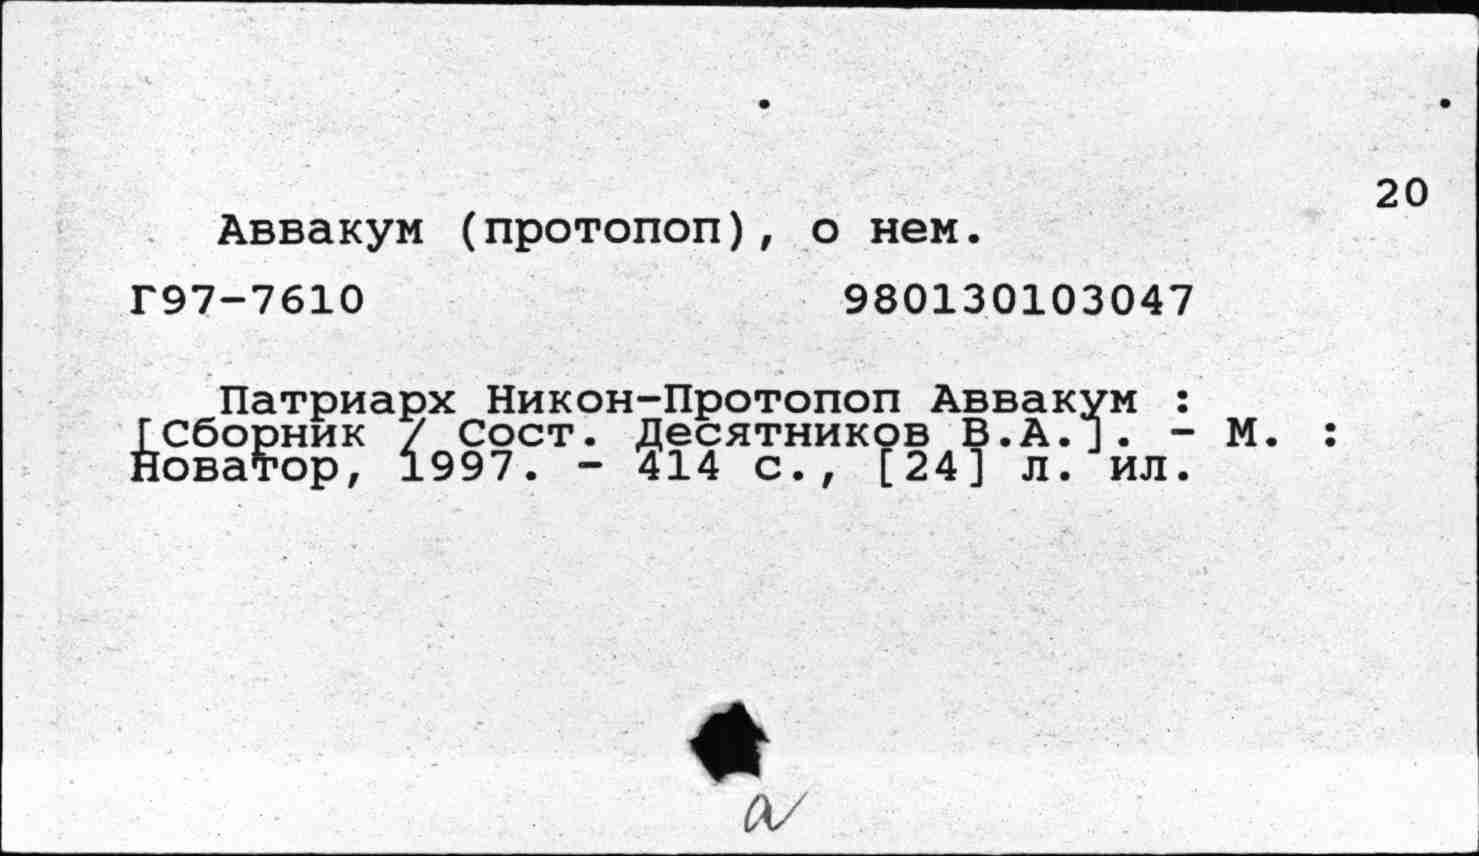 20
Аввакум (протопоп), о нем.
Г97-7610 980130103047
Патриарх Никон-Протопоп Аввакум :
[Сборник / Сост. Десятников В.А.]. - М. :
Новатор, 1997. - 414 с., [24] л. ил.
а